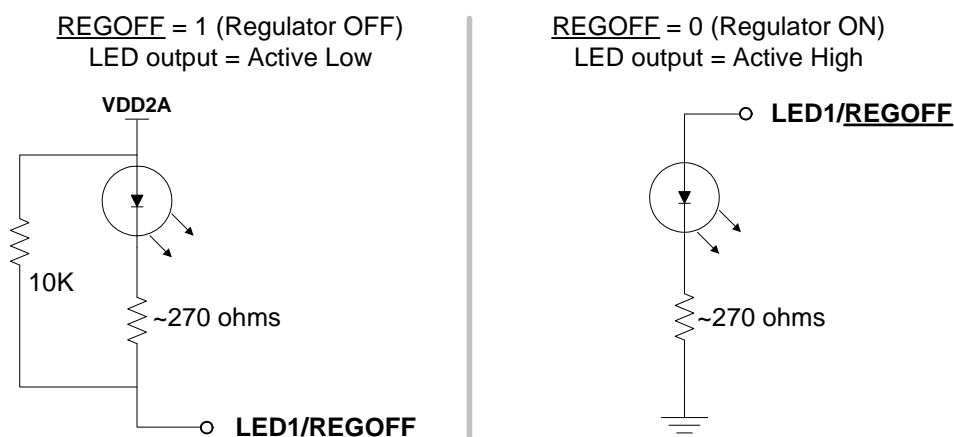 REGOFF = 1 (Regulator OFF)
LED output = Active Low
VDD2A
10K
~270 ohms
LED1/REGOFF
REGOFF = 0 (Regulator ON)
LED output = Active High
LED1/REGOFF
~270 ohms